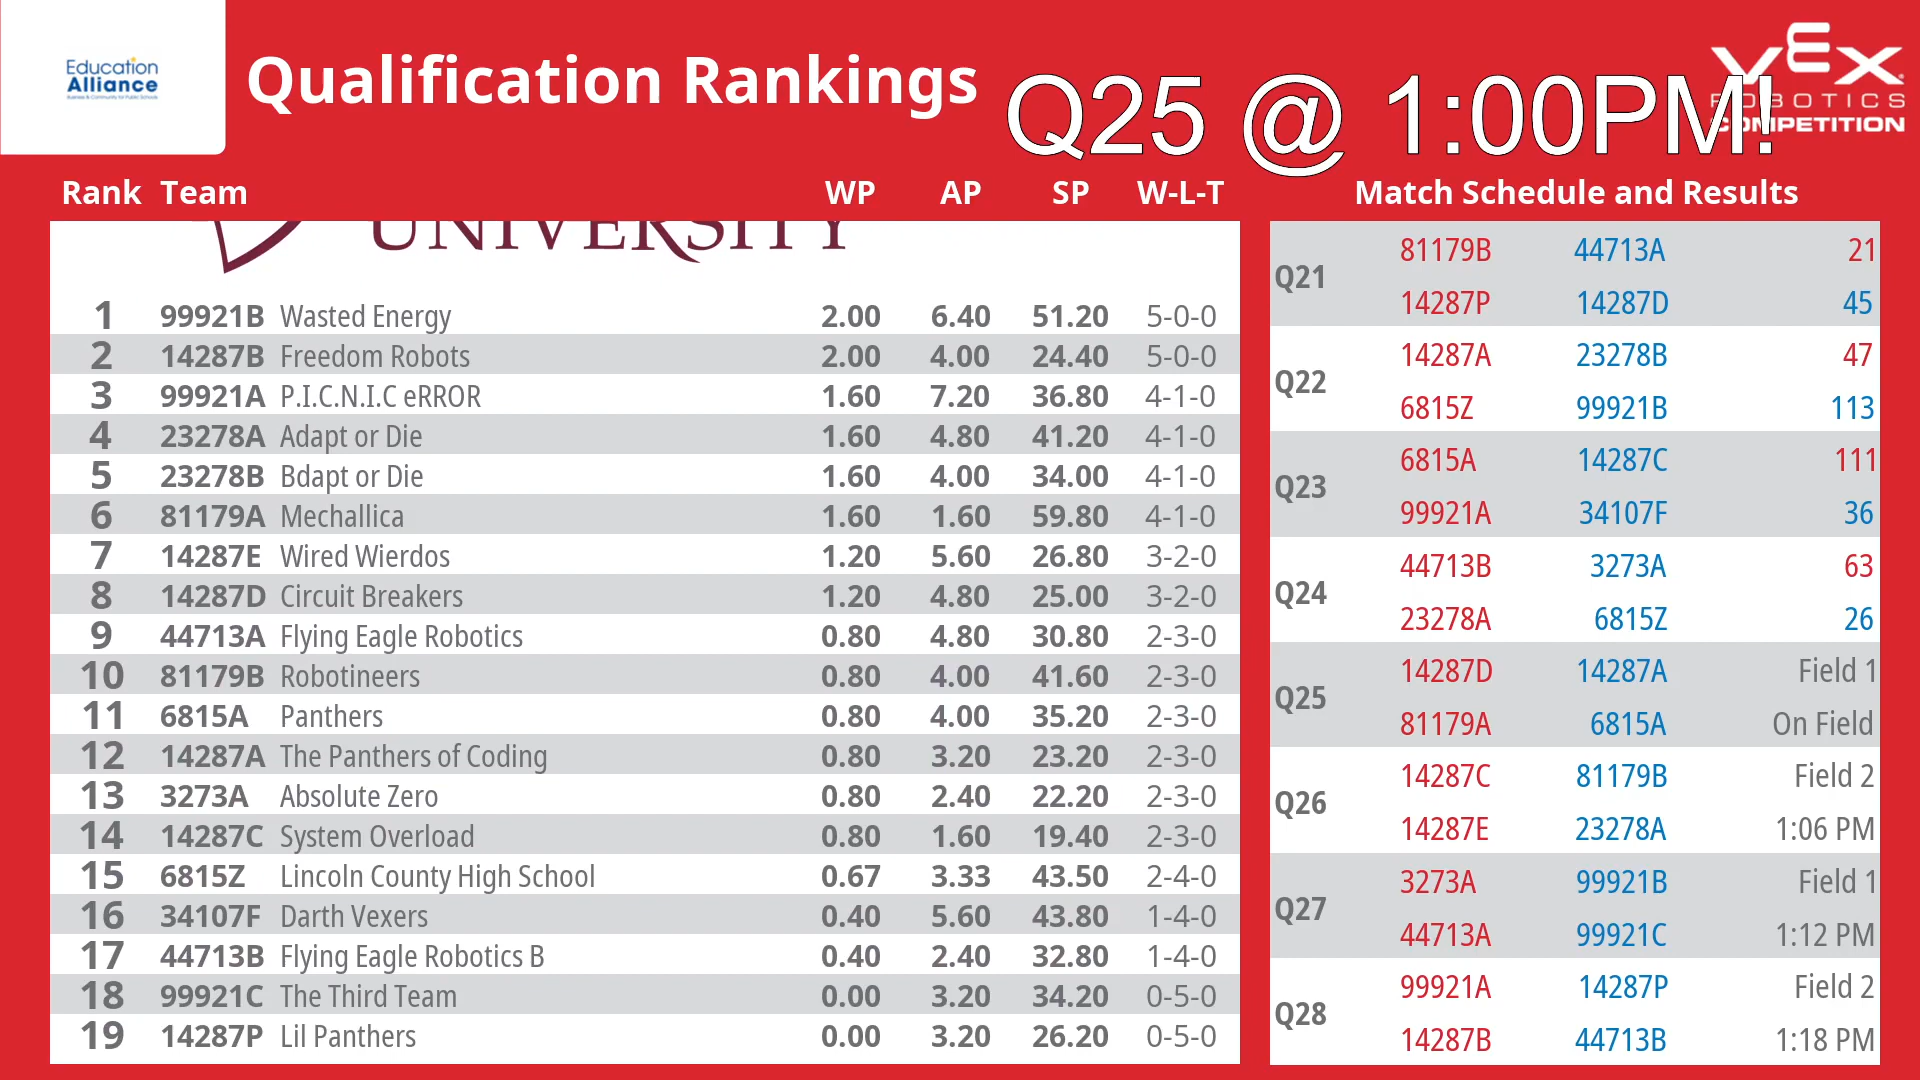 Education
Alliance
Business & Community for Public Schools
Qualification Rankings
Q25 @ 1:00PM!
VEX
ROBOTICS
COMPETITION
Rank Team WP AP SP W-L-T
UNIVERSITY
1 99921B Wasted Energy 2.00 6.40 51.20 5-0-0
2 14287B Freedom Robots 2.00 4.00 24.40 5-0-0
3 99921A P.I.C.N.I.C eRROR 1.60 7.20 36.80 4-1-0
4 23278A Adapt or Die 1.60 4.80 41.20 4-1-0
5 23278B Bdapt or Die 1.60 4.00 34.00 4-1-0
6 81179A Mechallica 1.60 1.60 59.80 4-1-0
7 14287E Wired Wierdos 1.20 5.60 26.80 3-2-0
8 14287D Circuit Breakers 1.20 4.80 25.00 3-2-0
9 44713A Flying Eagle Robotics 0.80 4.80 30.80 2-3-0
10 81179B Robotineers 0.80 4.00 41.60 2-3-0
11 6815A Panthers 0.80 4.00 35.20 2-3-0
12 14287A The Panthers of Coding 0.80 3.20 23.20 2-3-0
13 3273A Absolute Zero 0.80 2.40 22.20 2-3-0
14 14287C System Overload 0.80 1.60 19.40 2-3-0
15 6815Z Lincoln County High School 0.67 3.33 43.50 2-4-0
16 34107F Darth Vexers 0.40 5.60 43.80 1-4-0
17 44713B Flying Eagle Robotics B 0.40 2.40 32.80 1-4-0
18 99921C The Third Team 0.00 3.20 34.20 0-5-0
19 14287P Lil Panthers 0.00 3.20 26.20 0-5-0
Match Schedule and Results
Q21
81179B 44713A 21
14287P 14287D 45
Q22
14287A 23278B 47
6815Z 99921B 113
Q23
6815A 14287C 111
99921A 34107F 36
Q24
44713B 3273A 63
23278A 6815Z 26
Q25
14287D 14287A Field 1
81179A 6815A On Field
Q26
14287C 81179B Field 2
14287E 23278A 1:06 PM
Q27
3273A 99921B Field 1
44713A 99921C 1:12 PM
Q28
99921A 14287P Field 2
14287B 44713B 1:18 PM